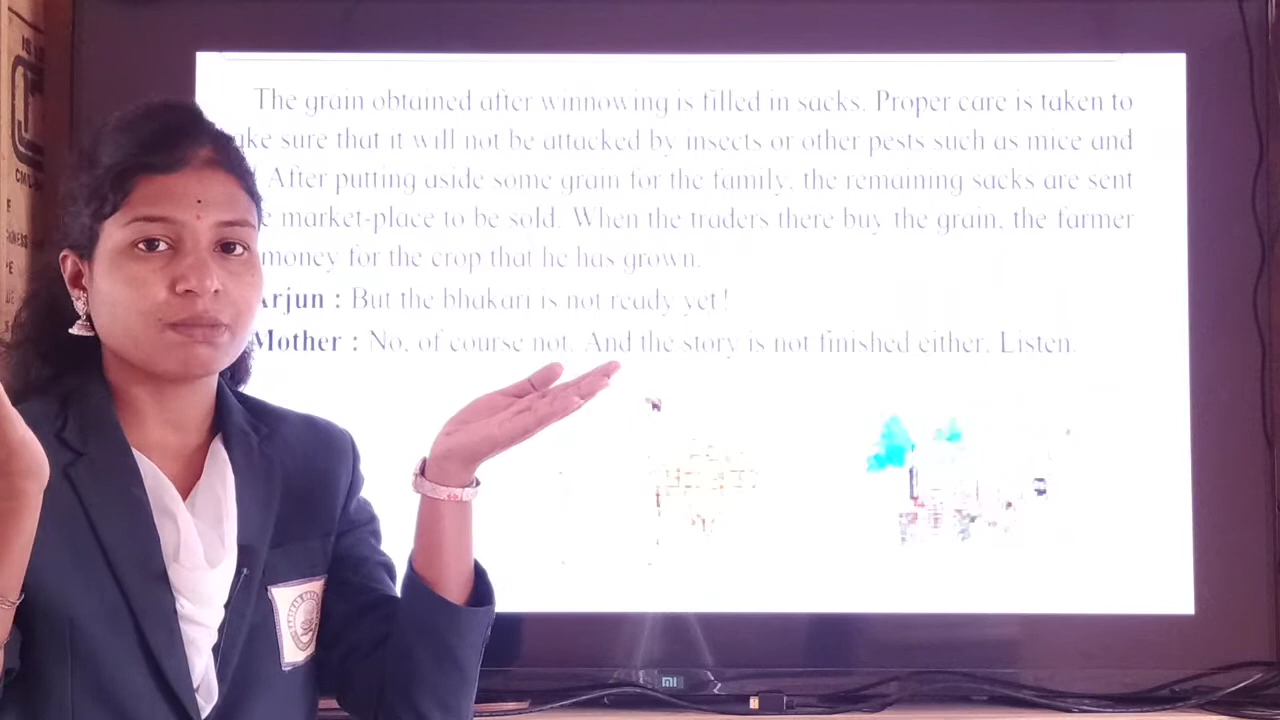 The grain obtained after winnowing is filled in sacks. Proper care is taken to
sure that it will not be attacked by insects or other pests such as mice and
After putting aside some grain for the family, the remaining sacks are sent
market-place to be sold. When the traders there buy the grain, the farmer
money for the crop that he has grown.
Arjun : But the bhakari is not ready yet!
Mother : No, of course not. And the story is not finished either. Listen.
mi